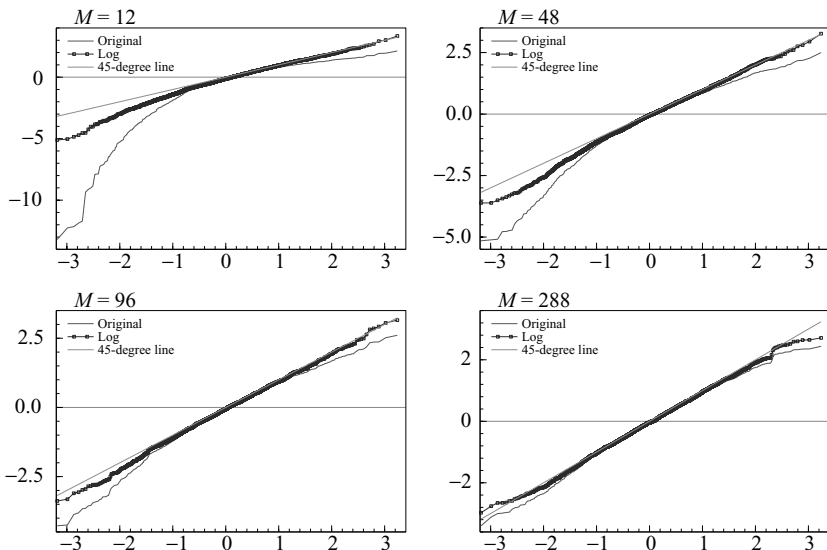 M = 12
Original
Log
45-degree line
0
−5
−10
−3 −2 −1 0 1 2 3
M = 48
Original
Log
45-degree line
2.5
0.0
−2.5
−5.0
−3 −2 −1 0 1 2 3
M = 96
Original
Log
45-degree line
2.5
0.0
−2.5
−3 −2 −1 0 1 2 3
M = 288
Original
Log
45-degree line
2
0
−2
−3 −2 −1 0 1 2 3